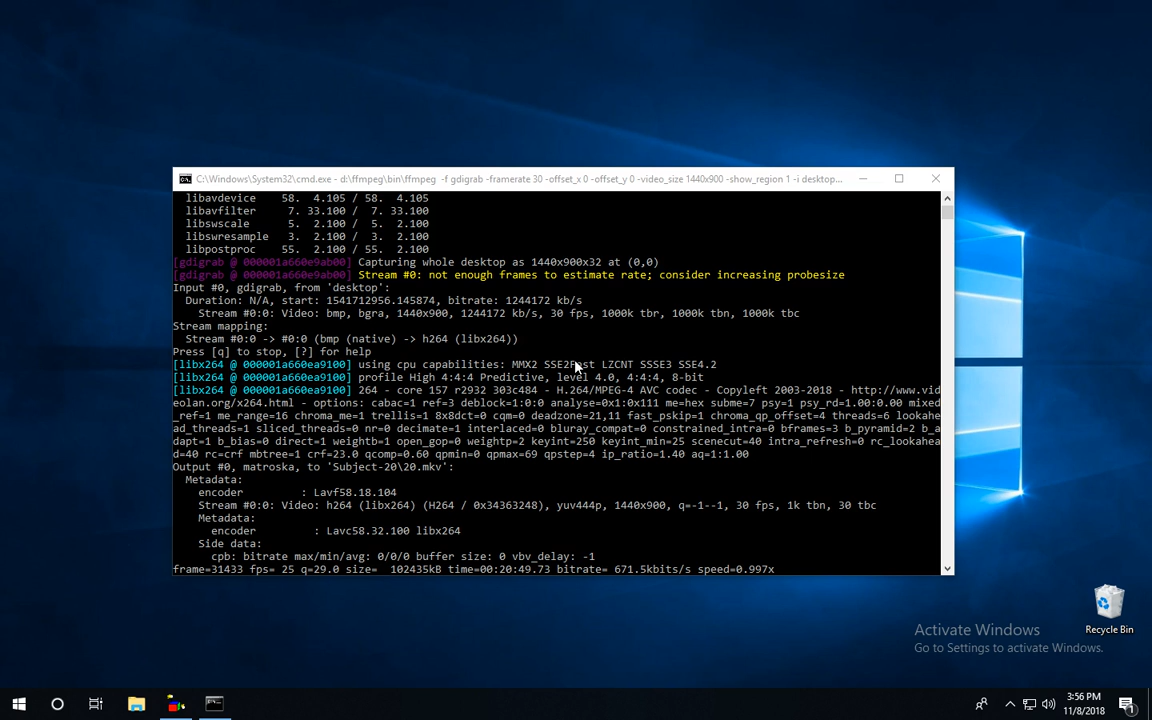 C:\Windows\System32\cmd.exe - d:\ffmpeg\bin\ffmpeg -f gdigrab -framerate 30 -offset_x 0 -offset_y 0 -video_size 1440x900 -show_region 1 -i desktop...
libavdevice 58. 4.105 / 58. 4.105
libavfilter 7. 33.100 / 7. 33.100
libswscale 5. 2.100 / 5. 2.100
libswresample 3. 2.100 / 3. 2.100
libpostproc 55. 2.100 / 55. 2.100
[gdigrab @ 000001a660e9ab00] Capturing whole desktop as 1440x900x32 at (0,0)
[gdigrab @ 000001a660e9ab00] Stream #0: not enough frames to estimate rate; consider increasing probesize
Input #0, gdigrab, from 'desktop':
Duration: N/A, start: 1541712956.145874, bitrate: 1244172 kb/s
Stream #0:0: Video: bmp, bgra, 1440x900, 1244172 kb/s, 30 fps, 1000k tbr, 1000k tbn, 1000k tbc
Stream mapping:
Stream #0:0 -> #0:0 (bmp (native) -> h264 (libx264))
Press [q] to stop, [?] for help
[libx264 @ 000001a660ea9100] using cpu capabilities: MMX2 SSE2Fast LZCNT SSSE3 SSE4.2
[libx264 @ 000001a660ea9100] profile High 4:4:4 Predictive, level 4.0, 4:4:4, 8-bit
[libx264 @ 000001a660ea9100] 264 - core 157 r2932 303c484 - H.264/MPEG-4 AVC codec - Copyleft 2003-2018 - http://www.vid
eolan.org/x264.html - options: cabac=1 ref=3 deblock=1:0:0 analyse=0x1:0x111 me=hex subme=7 psy=1 psy_rd=1.00:0.00 mixed
_ref=1 me_range=16 chroma_me=1 trellis=1 8x8dct=0 cqm=0 deadzone=21,11 fast_pskip=1 chroma_qp_offset=4 threads=6 lookahe
ad_threads=1 sliced_threads=0 nr=0 decimate=1 interlaced=0 bluray_compat=0 constrained_intra=0 bframes=3 b_pyramid=2 b_a
dapt=1 b_bias=0 direct=1 weightb=1 open_gop=0 weightp=2 keyint=250 keyint_min=25 scenecut=40 intra_refresh=0 rc_lookahea
d=40 rc=crf mbtree=1 crf=23.0 qcomp=0.60 qpmin=0 qpmax=69 qpstep=4 ip_ratio=1.40 aq=1:1.00
Output #0, matroska, to 'Subject-20\20.mkv':
Metadata:
encoder : Lavf58.18.104
Stream #0:0: Video: h264 (libx264) (H264 / 0x34363248), yuv444p, 1440x900, q=-1--1, 30 fps, 1k tbn, 30 tbc
Metadata:
encoder : Lavc58.32.100 libx264
Side data:
cpb: bitrate max/min/avg: 0/0/0 buffer size: 0 vbv_delay: -1
frame=31433 fps= 25 q=29.0 size= 102435kB time=00:20:49.73 bitrate= 671.5kbits/s speed=0.997x
Recycle Bin
Activate Windows
Go to Settings to activate Windows.
3:56 PM
11/8/2018
1